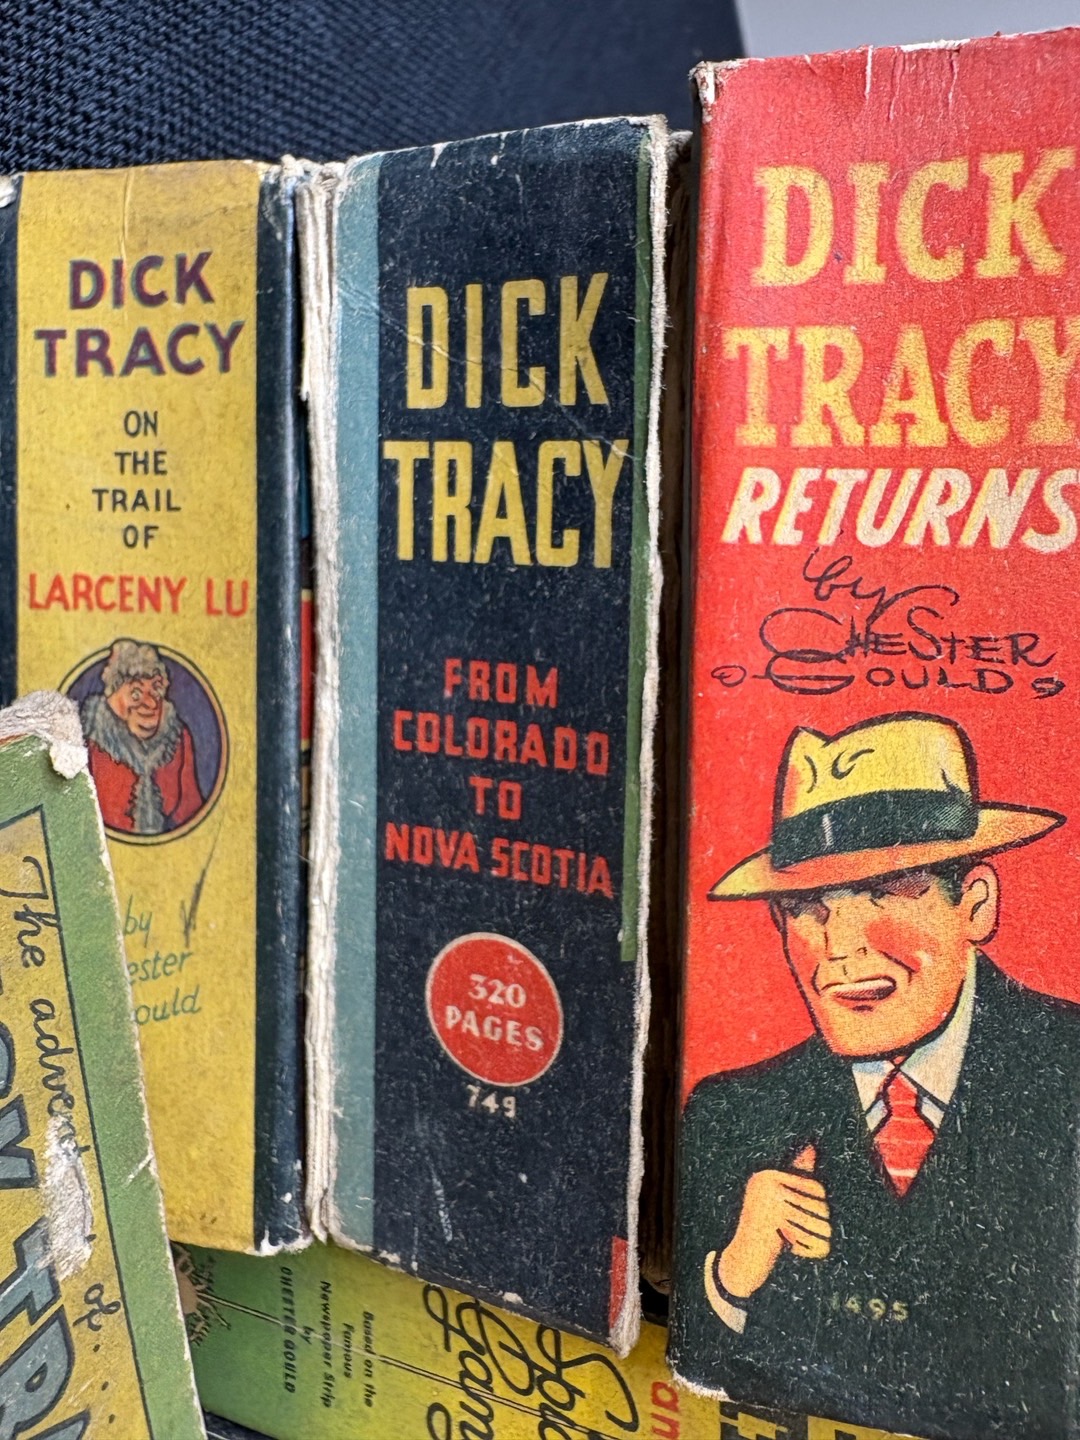 DICK
TRACY
ON
THE
TRAIL
OF
LARCENY LU
by
ester
ould
DICK
TRACY
FROM
COLORADO
TO
NOVA SCOTIA
320
PAGES
749
DICK
TRACY
RETURNS
by
CHESTER
GOULD
1495
The adve
of
Based on the
Famous
Newspaper Strip
by
CHESTER GOULD